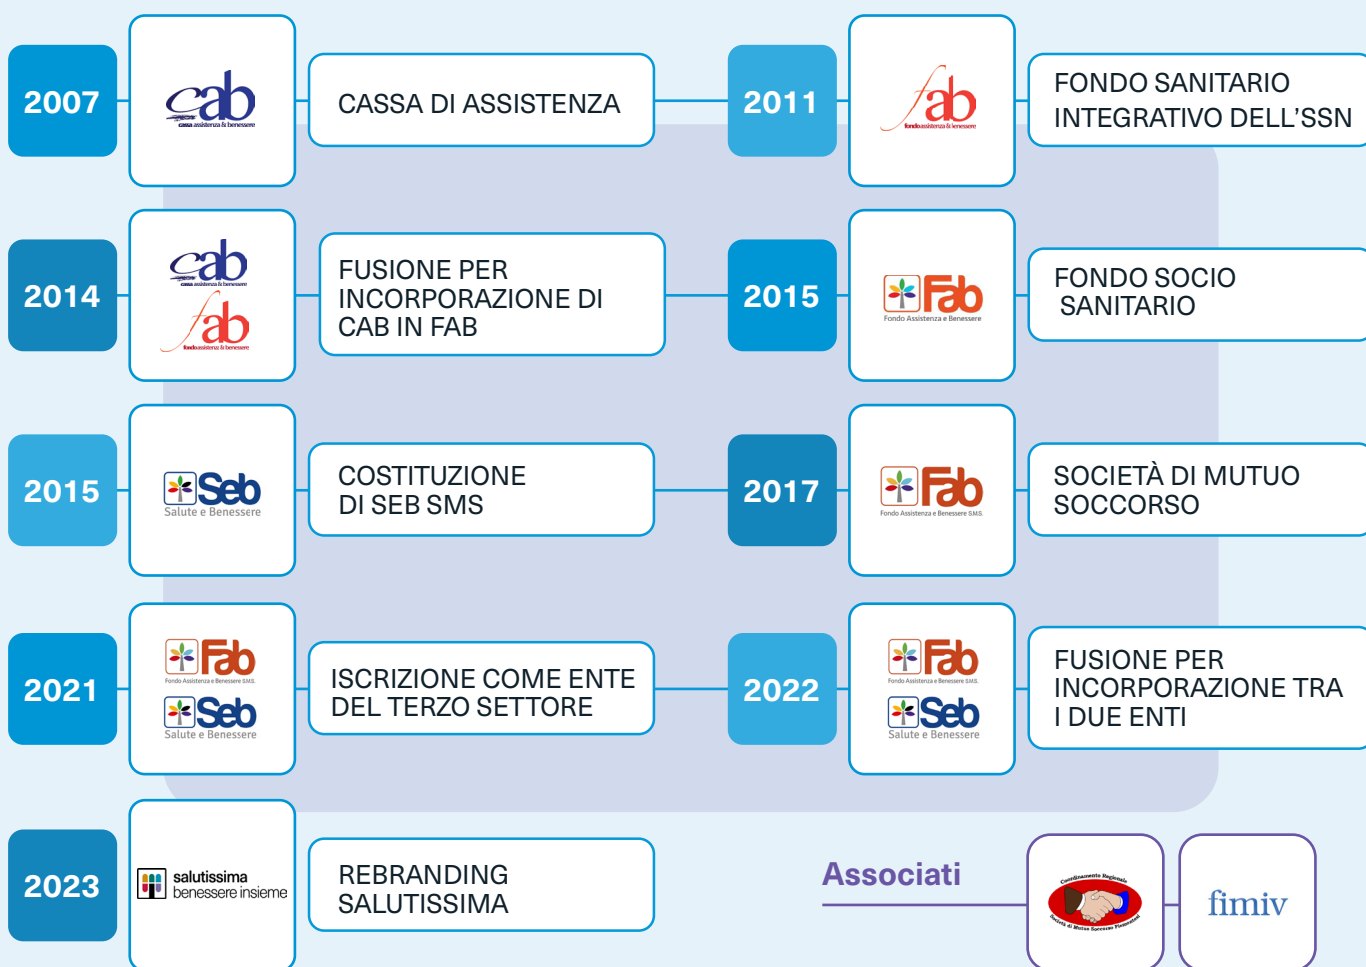 2007
cab
cassa assistenza & benessere
CASSA DI ASSISTENZA
2011
fab
fondo assistenza & benessere
FONDO SANITARIO
INTEGRATIVO DELL'SSN
2014
cab
cassa assistenza & benessere
fab
fondo assistenza & benessere
FUSIONE PER
INCORPORAZIONE DI
CAB IN FAB
2015
Fab
Fondo Assistenza e Benessere
FONDO SOCIO
SANITARIO
2015
Seb
Salute e Benessere
COSTITUZIONE
DI SEB SMS
2017
Fab
Fondo Assistenza e Benessere S.M.S.
SOCIETÀ DI MUTUO
SOCCORSO
2021
Fab
Fondo Assistenza e Benessere S.M.S.
Seb
Salute e Benessere
ISCRIZIONE COME ENTE
DEL TERZO SETTORE
2022
Fab
Fondo Assistenza e Benessere S.M.S.
Seb
Salute e Benessere
FUSIONE PER
INCORPORAZIONE TRA
I DUE ENTI
2023
salutissima
benessere insieme
REBRANDING
SALUTISSIMA
Associati
Coordinamento Regionale
Società di Mutuo Soccorso Piemontesi
fimiv